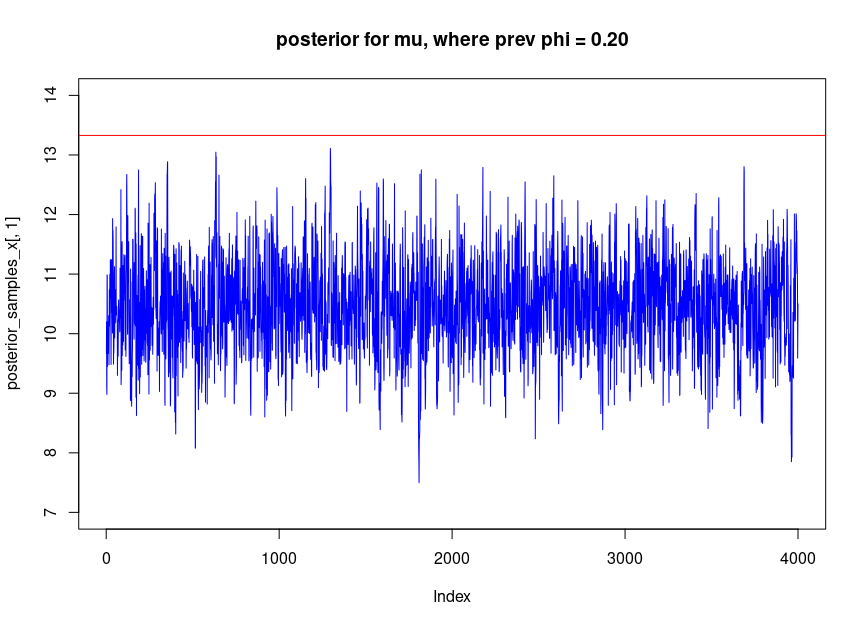 posterior for mu, where prev phi = 0.20
posterior_samples_x[, 1]
14
13
12
11
10
9
8
7
0 1000 2000 3000 4000
Index